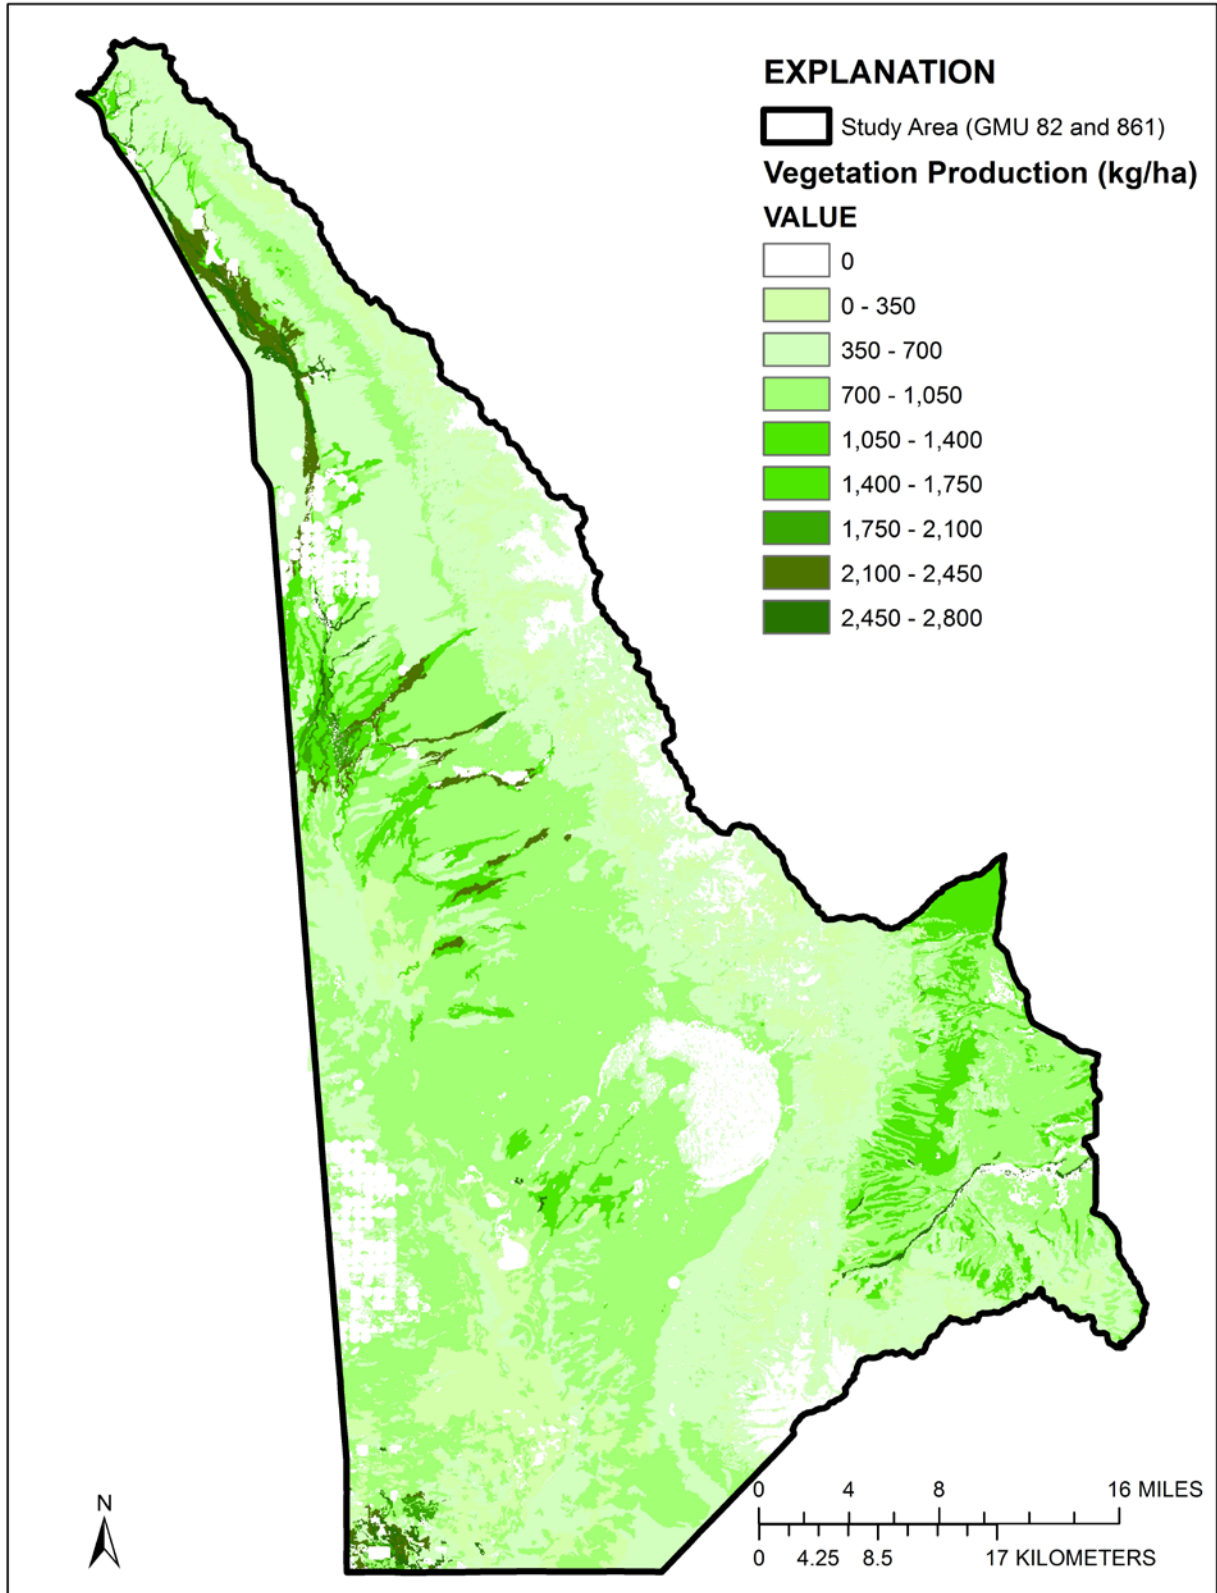 EXPLANATION
Study Area (GMU 82 and 861)
Vegetation Production (kg/ha)
VALUE
0
0 - 350
350 - 700
700 - 1,050
1,050 - 1,400
1,400 - 1,750
1,750 - 2,100
2,100 - 2,450
2,450 - 2,800
0 4 8 16 MILES
0 4.25 8.5 17 KILOMETERS
N